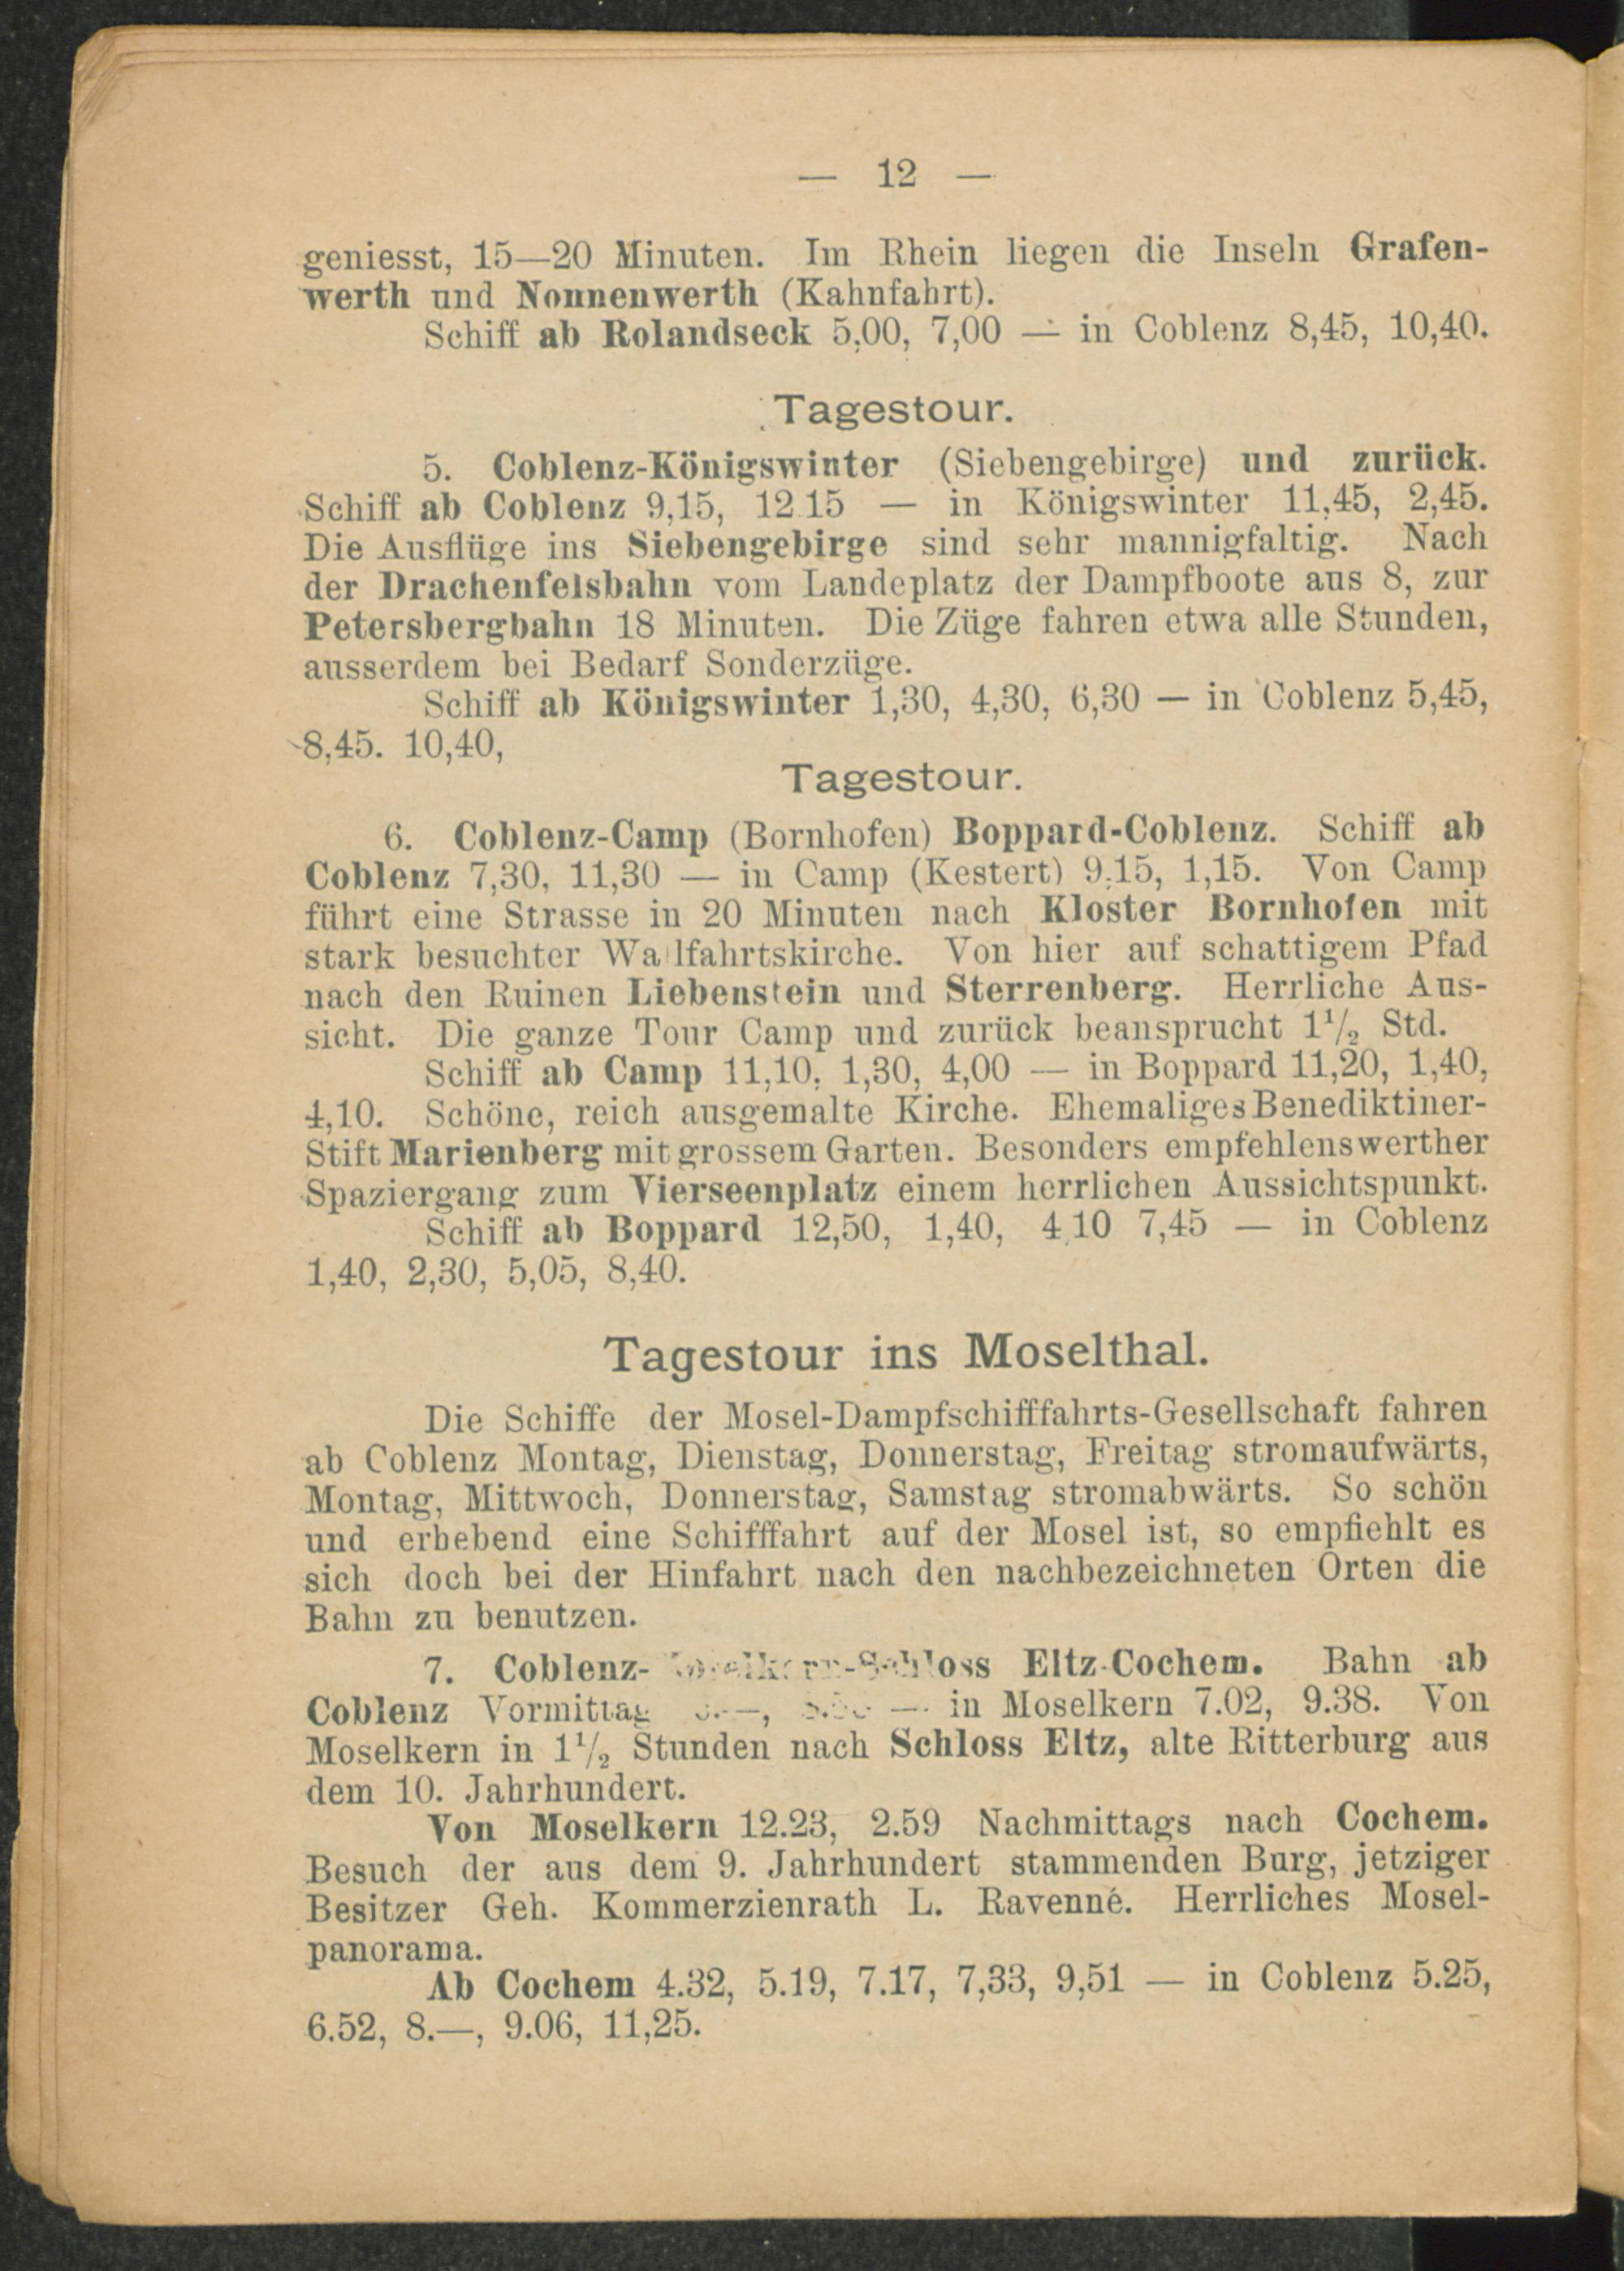 — 12 —
geniesst, 15—20 Minuten. Im Rhein liegen die Inseln Grafen-
werth und Nonnenwerth (Kahnfahrt).
Schiff ab Rolandseck 5,00, 7,00 — in Coblenz 8,45, 10,40.
Tagestour.
5. Coblenz-Königswinter (Siebengebirge) und zurück.
Schiff ab Coblenz 9,15, 12 15 — in Königswinter 11,45, 2,45.
Die Ausflüge ins Siebengebirge sind sehr mannigfaltig. Nach
der Drachenfelsbahn vom Landeplatz der Dampfboote aus 8, zur
Petersbergbahn 18 Minuten. Die Züge fahren etwa alle Stunden,
ausserdem bei Bedarf Sonderzüge.
Schiff ab Königswinter 1,30, 4,30, 6,30 — in Coblenz 5,45,
8,45. 10,40,
Tagestour.
6. Coblenz-Camp (Bornhofen) Boppard-Coblenz. Schiff ab
Coblenz 7,30, 11,30 — in Camp (Kestert) 9,15, 1,15. Von Camp
führt eine Strasse in 20 Minuten nach Kloster Bornhofen mit
stark besuchter Wallfahrtskirche. Von hier auf schattigem Pfad
nach den Ruinen Liebenstein und Sterrenberg. Herrliche Aus-
sicht. Die ganze Tour Camp und zurück beansprucht 1½ Std.
Schiff ab Camp 11,10, 1,30, 4,00 — in Boppard 11,20, 1,40,
4,10. Schöne, reich ausgemalte Kirche. Ehemaliges Benediktiner-
Stift Marienberg mit grossem Garten. Besonders empfehlenswerther
Spaziergang zum Vierseenplatz einem herrlichen Aussichtspunkt.
Schiff ab Boppard 12,50, 1,40, 4,10 7,45 — in Coblenz
1,40, 2,30, 5,05, 8,40.
Tagestour ins Moselthal.
Die Schiffe der Mosel-Dampfschifffahrts-Gesellschaft fahren
ab Coblenz Montag, Dienstag, Donnerstag, Freitag stromaufwärts,
Montag, Mittwoch, Donnerstag, Samstag stromabwärts. So schön
und erhebend eine Schifffahrt auf der Mosel ist, so empfiehlt es
sich doch bei der Hinfahrt nach den nachbezeichneten Orten die
Bahn zu benutzen.
7. Coblenz-Moselkern-Schloss Eltz-Cochem. Bahn ab
Coblenz Vormittag — in Moselkern 7.02, 9.38. Von
Moselkern in 1½ Stunden nach Schloss Eltz, alte Ritterburg aus
dem 10. Jahrhundert.
Von Moselkern 12.23, 2.59 Nachmittags nach Cochem.
Besuch der aus dem 9. Jahrhundert stammenden Burg, jetziger
Besitzer Geh. Kommerzienrath L. Ravenné. Herrliches Mosel-
panorama.
Ab Cochem 4.32, 5.19, 7.17, 7,33, 9,51 — in Coblenz 5.25,
6.52, 8.—, 9.06, 11,25.